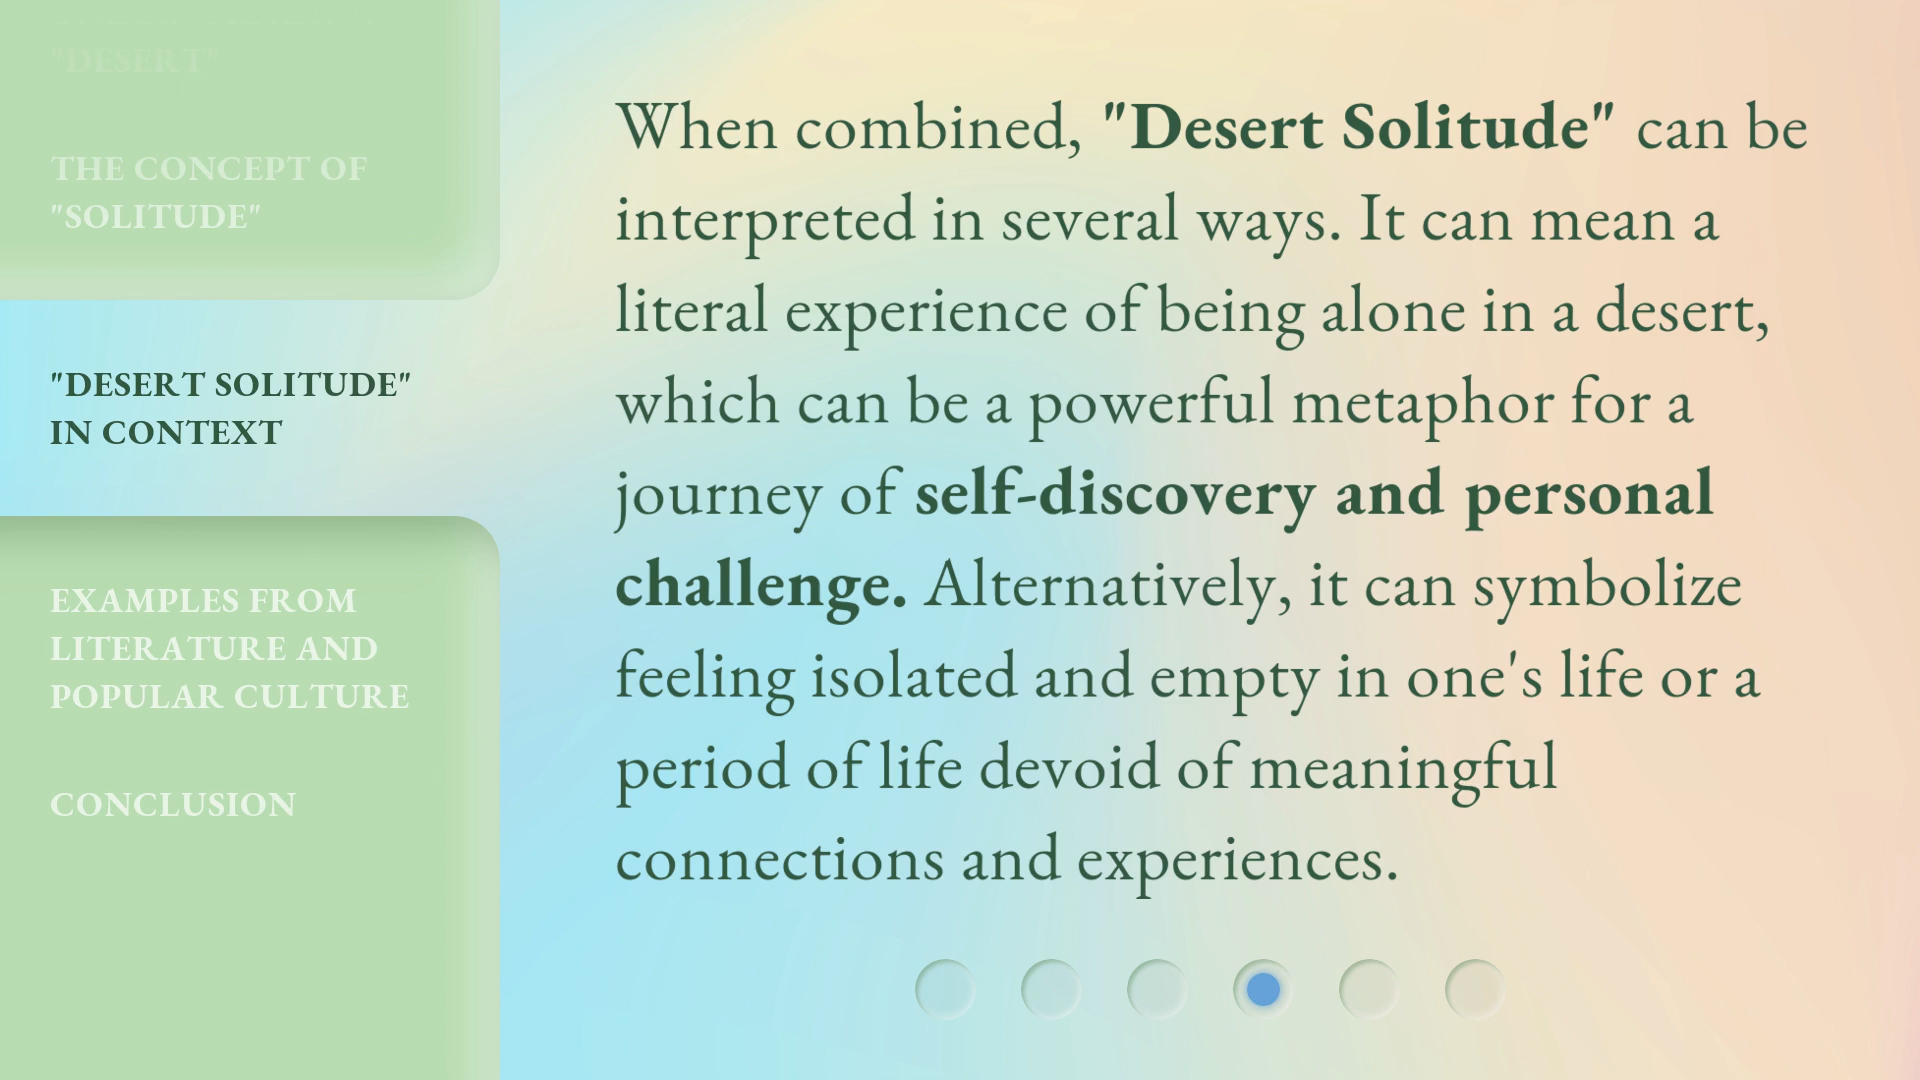 "DESERT"
THE CONCEPT OF
"SOLITUDE"
"DESERT SOLITUDE"
IN CONTEXT
EXAMPLES FROM
LITERATURE AND
POPULAR CULTURE
CONCLUSION
When combined, "Desert Solitude" can be
interpreted in several ways. It can mean a
literal experience of being alone in a desert,
which can be a powerful metaphor for a
journey of self-discovery and personal
challenge. Alternatively, it can symbolize
feeling isolated and empty in one's life or a
period of life devoid of meaningful
connections and experiences.